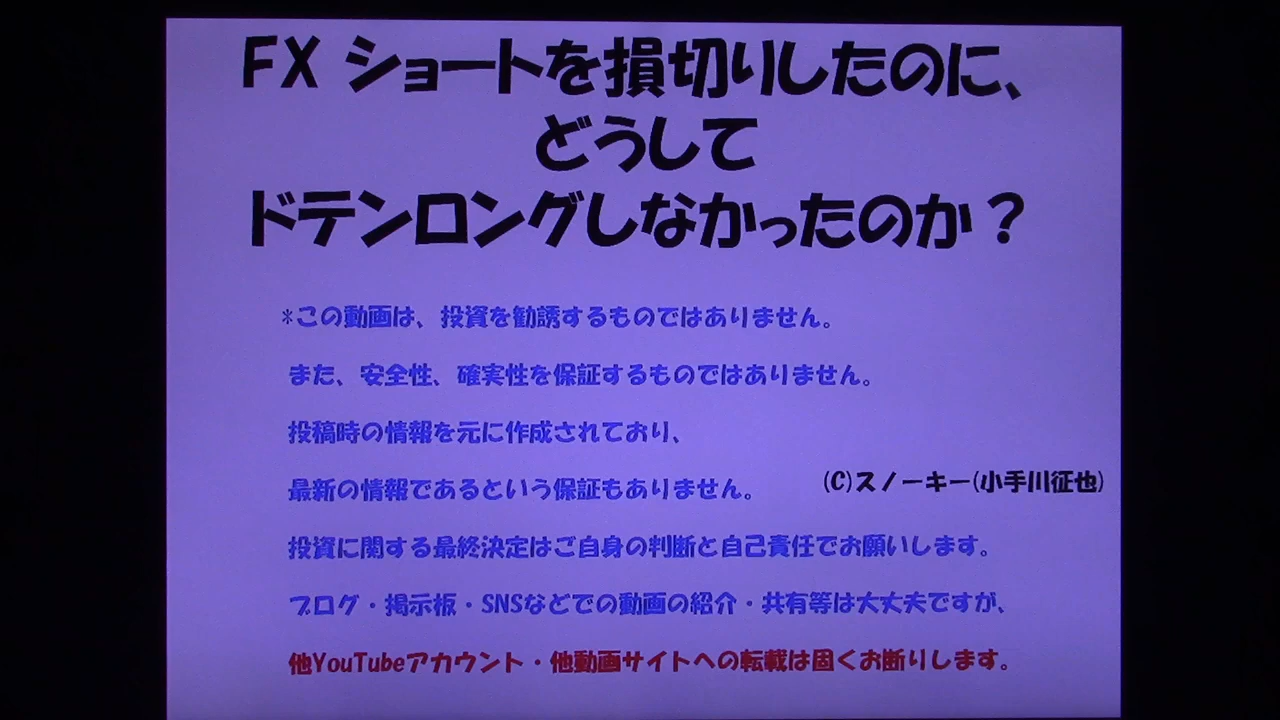 FX ショートを損切りしたのに、
どうして
ドテンロングしなかったのか？
*この動画は、投資を勧誘するものではありません。
また、安全性、確実性を保証するものではありません。
投稿時の情報を元に作成されており、
最新の情報であるという保証もありません。
(C)スノーキー(小手川征也)
投資に関する最終決定はご自身の判断と自己責任でお願いします。
ブログ・掲示板・SNSなどでの動画の紹介・共有等は大丈夫ですが、
他YouTubeアカウント・他動画サイトへの転載は固くお断りします。